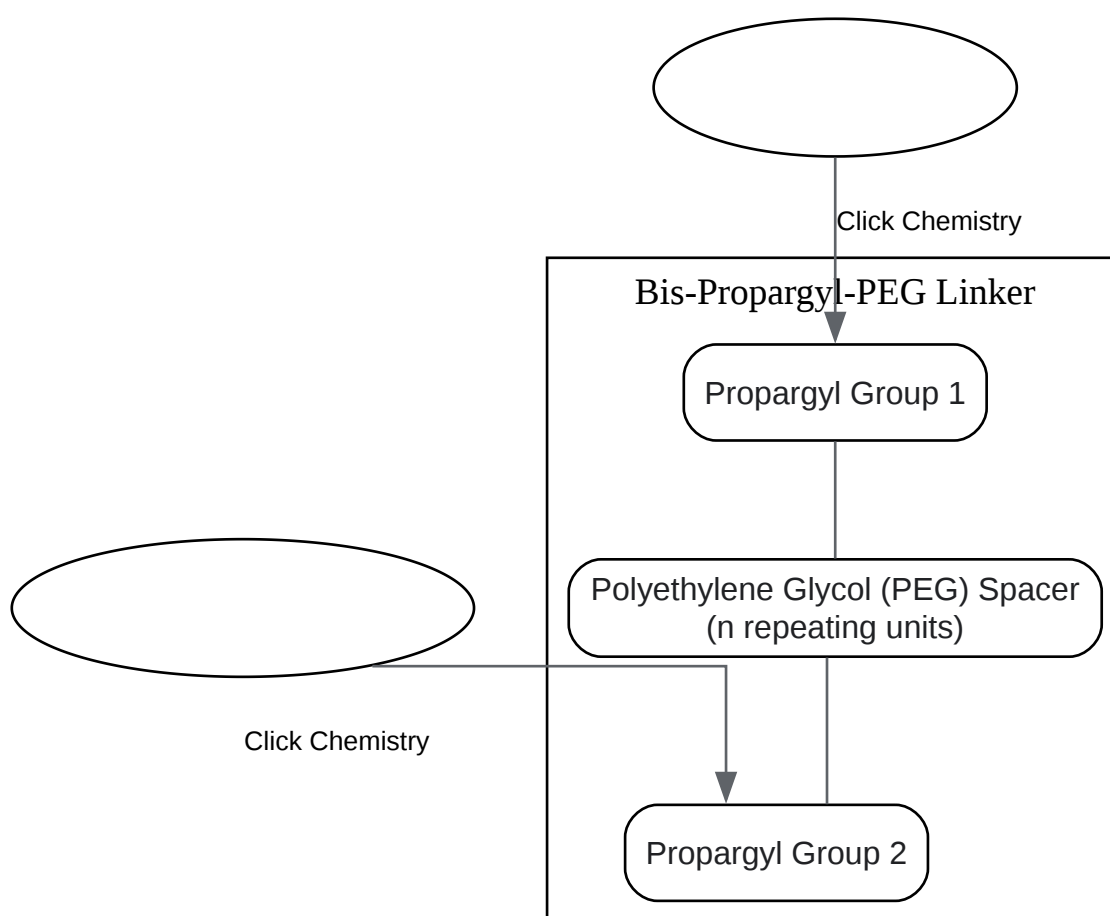 Click Chemistry
Bis-Propargyl-PEG Linker
Propargyl Group 1
Polyethylene Glycol (PEG) Spacer
(n repeating units)
Click Chemistry
Propargyl Group 2